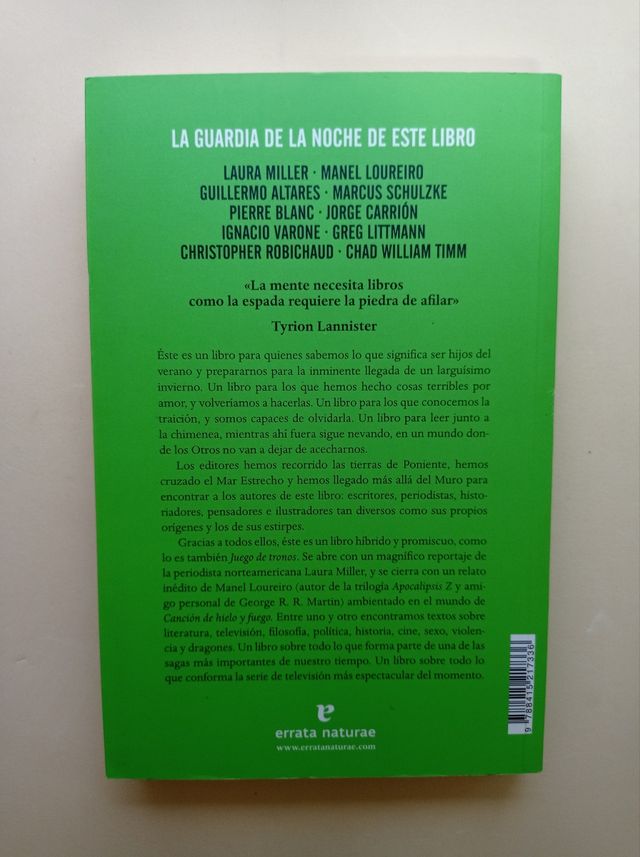 LA GUARDIA DE LA NOCHE DE ESTE LIBRO
LAURA MILLER · MANEL LOUREIRO
GUILLERMO ALTARES · MARCUS SCHULZKE
PIERRE BLANC · JORGE CARRIÓN
IGNACIO VARONE · GREG LITTMANN
CHRISTOPHER ROBICHAUD · CHAD WILLIAM TIMM
«La mente necesita libros
como la espada requiere la piedra de afilar»
Tyrion Lannister
Éste es un libro para quienes sabemos lo que significa ser hijos del
verano y prepararnos para la inminente llegada de un larguísimo
invierno. Un libro para los que hemos hecho cosas terribles por
amor, y volveríamos a hacerlas. Un libro para los que conocemos la
traición, y somos capaces de olvidarla. Un libro para leer junto a
la chimenea, mientras ahí fuera sigue nevando, en un mundo don-
de los Otros no van a dejar de acecharnos.
Los editores hemos recorrido las tierras de Poniente, hemos
cruzado el Mar Estrecho y hemos llegado más allá del Muro para
encontrar a los autores de este libro: escritores, periodistas, histo-
riadores, pensadores e ilustradores tan diversos como sus propios
orígenes y los de sus estirpes.
Gracias a todos ellos, éste es un libro híbrido y promiscuo, como
lo es también Juego de tronos. Se abre con un magnífico reportaje de
la periodista norteamericana Laura Miller, y se cierra con un relato
inédito de Manel Loureiro (autor de la trilogía Apocalipsis Z y ami-
go personal de George R. R. Martin) ambientado en el mundo de
Canción de hielo y fuego. Entre uno y otro encontramos textos sobre
literatura, televisión, filosofía, política, historia, cine, sexo, violen-
cia y dragones. Un libro sobre todo lo que forma parte de una de las
sagas más importantes de nuestro tiempo. Un libro sobre todo lo
que conforma la serie de televisión más espectacular del momento.
e
errata naturae
www.erratanaturae.com
9 788415 217336